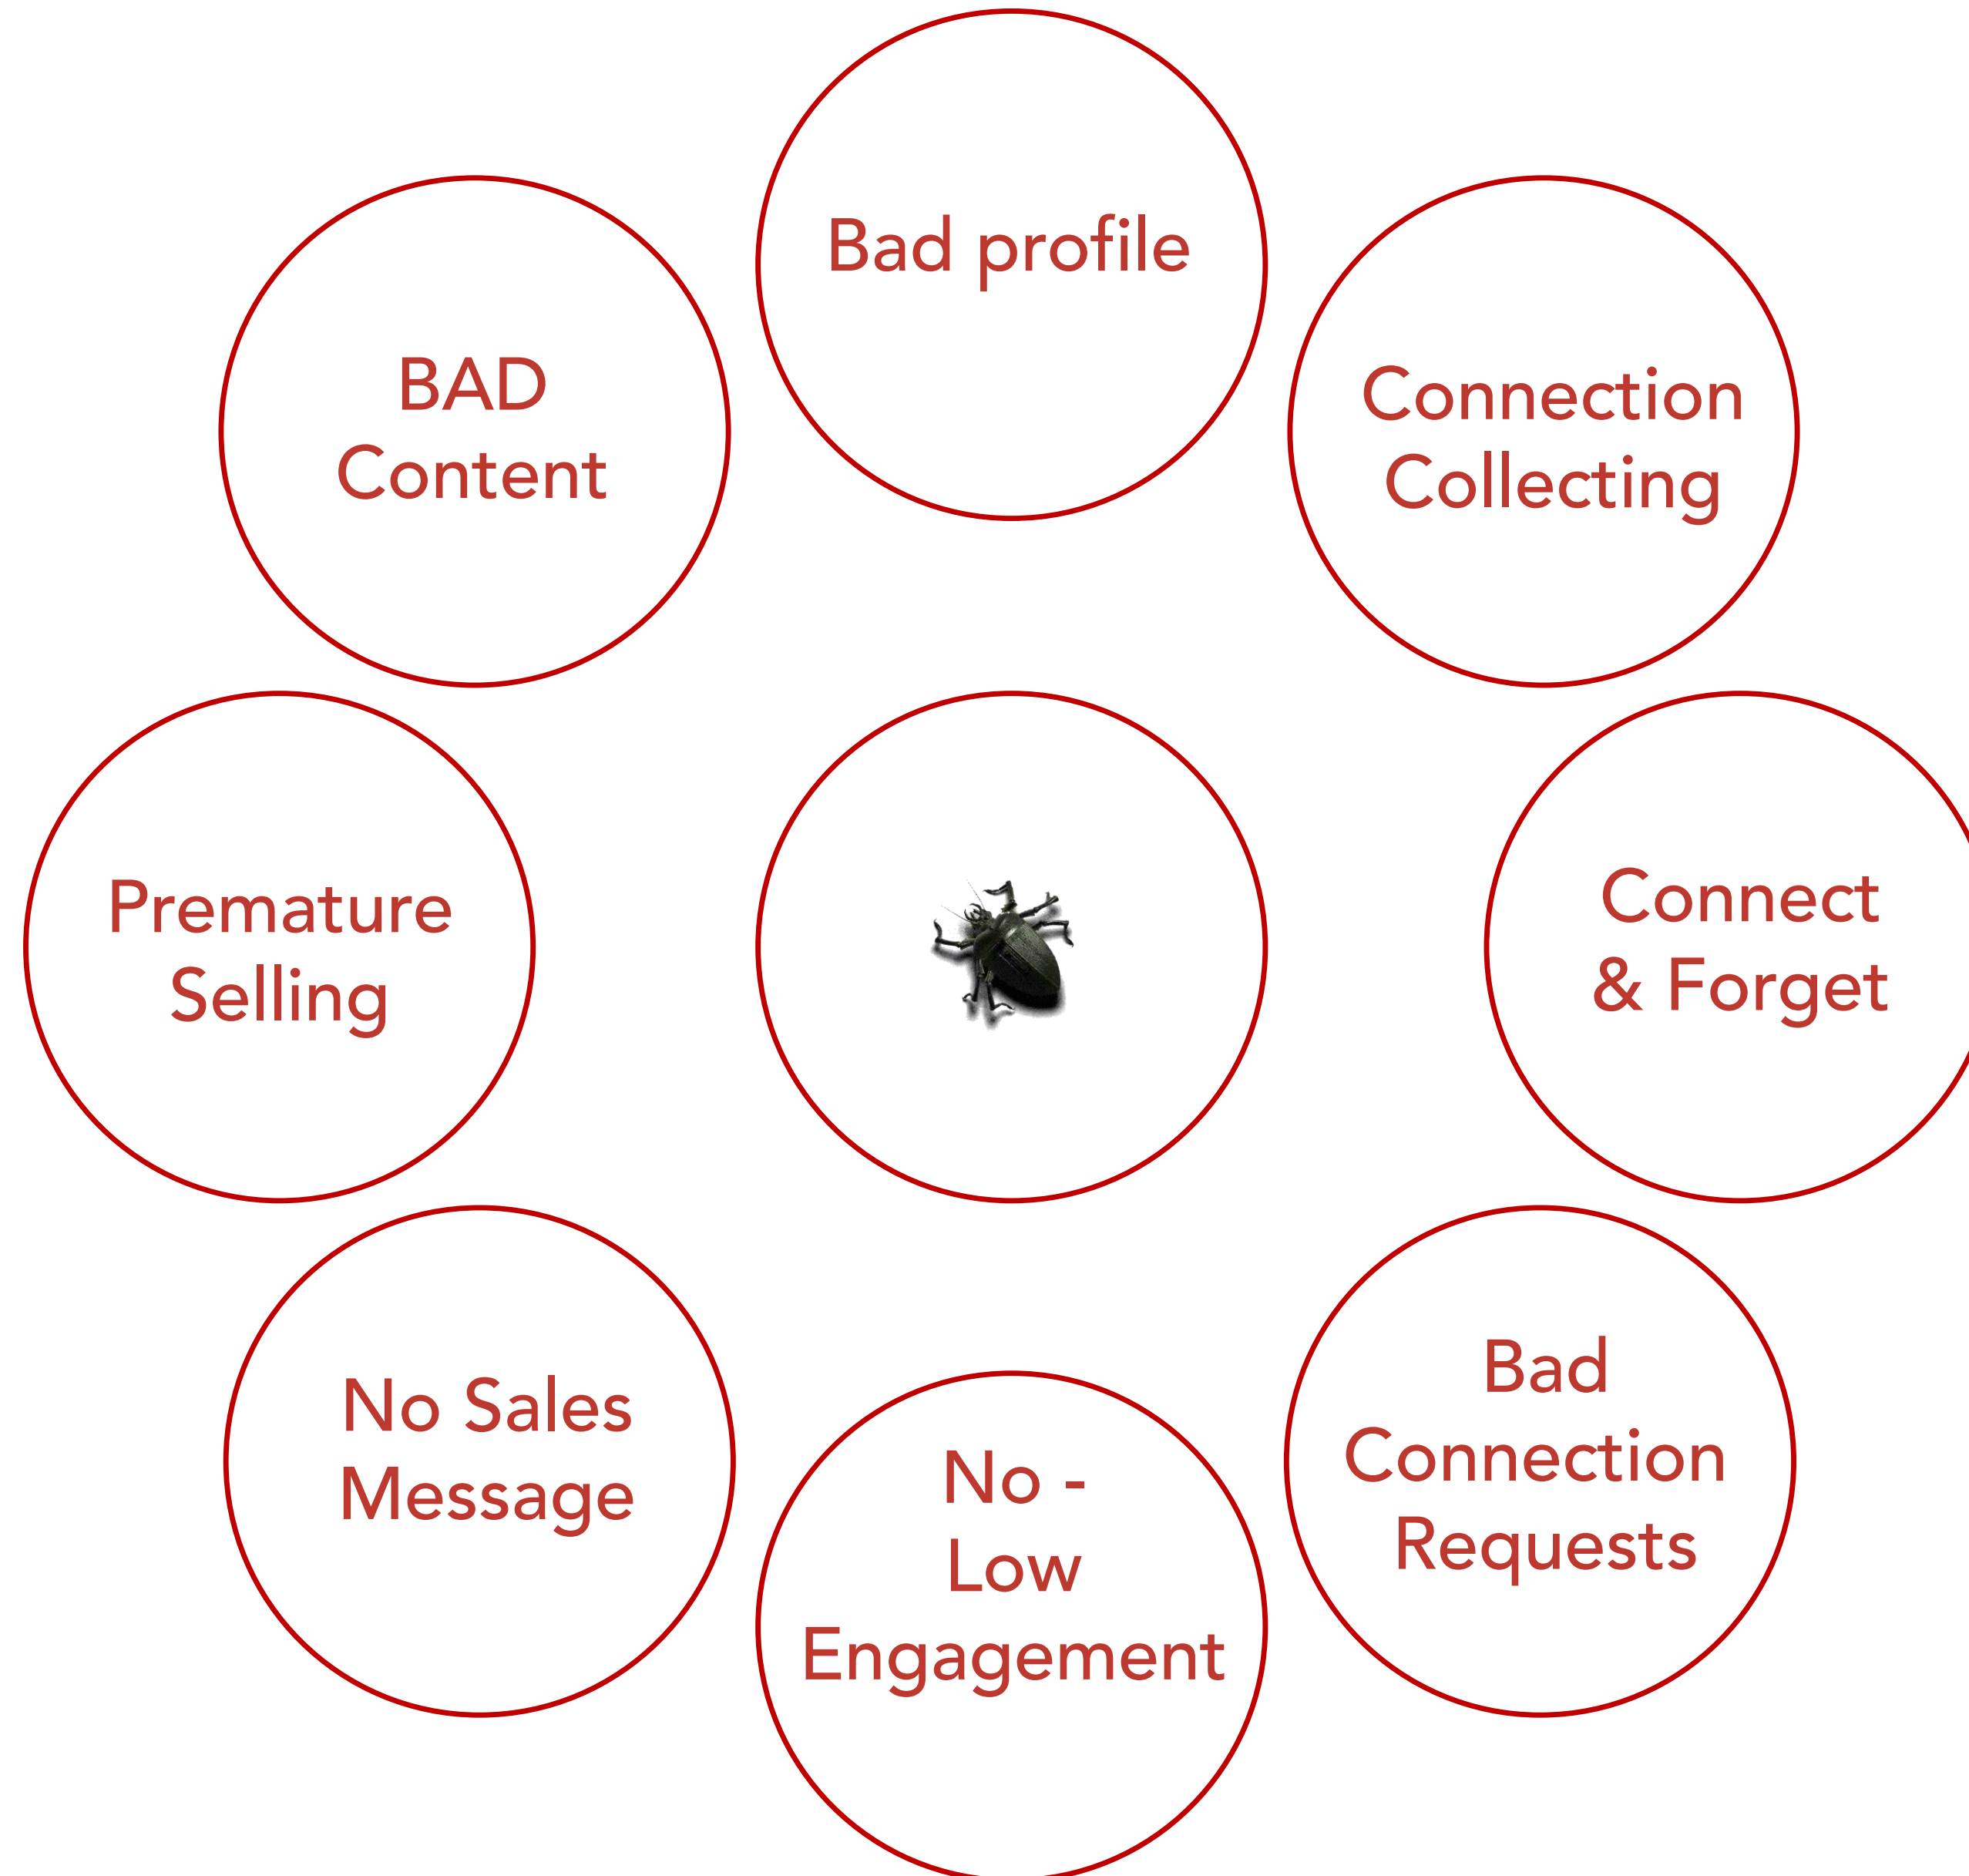 Bad profile
BAD
Content
Connection
Collecting
Premature
Selling
Connect
& Forget
No Sales
Message
No -
Low
Engagement
Bad
Connection
Requests